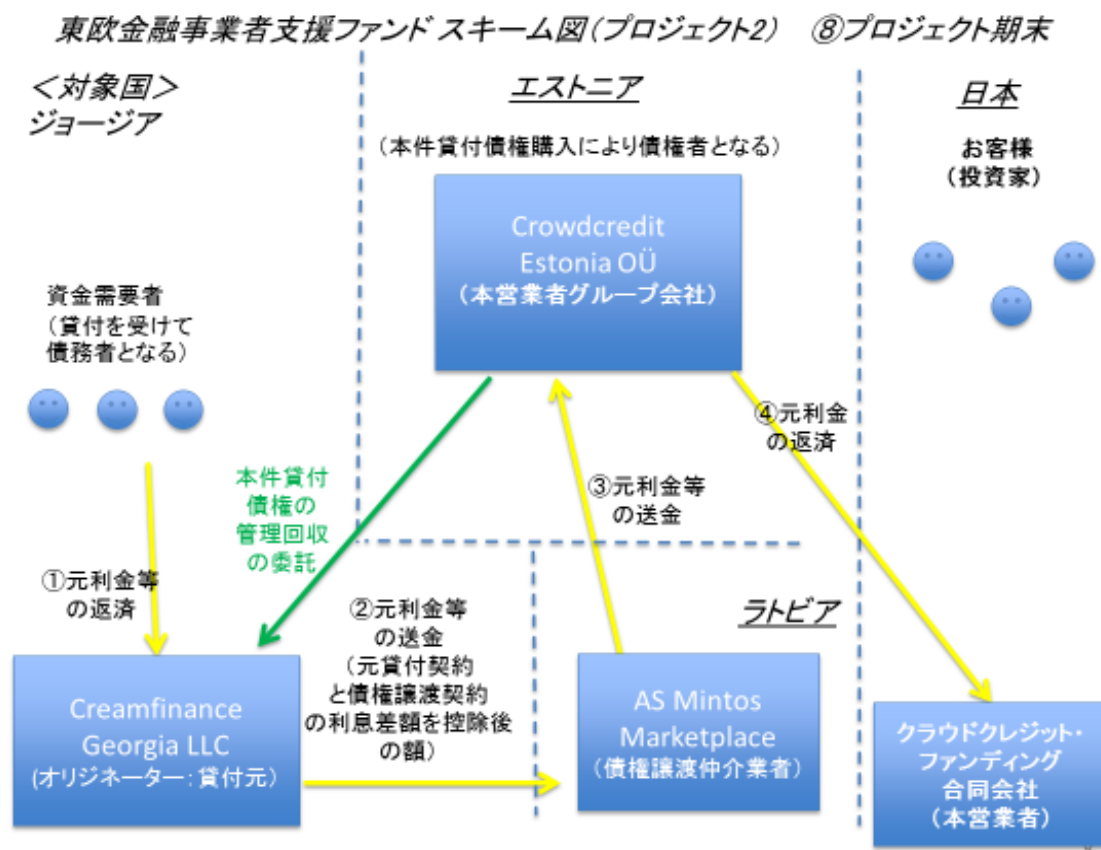 東欧金融事業者支援ファンド スキーム図(プロジェクト2)　⑧プロジェクト期末
＜対象国＞
ジョージア
エストニア
日本
（本件貸付債権購入により債権者となる）
お客様
（投資家）
Crowdcredit
Estonia OÜ
（本営業者グループ会社）
資金需要者
（貸付を受けて
債務者となる）
④元利金
の返済
本件貸付
債権の
管理回収
の委託
③元利金等
の送金
①元利金等
の返済
②元利金等
の送金
（元貸付契約
と債権譲渡契約
の利息差額を控除後
の額）
ラトビア
Creamfinance
Georgia LLC
(オリジネーター：貸付元）
AS Mintos
Marketplace
（債権譲渡仲介業者）
クラウドクレジット・
ファンディング
合同会社
（本営業者）